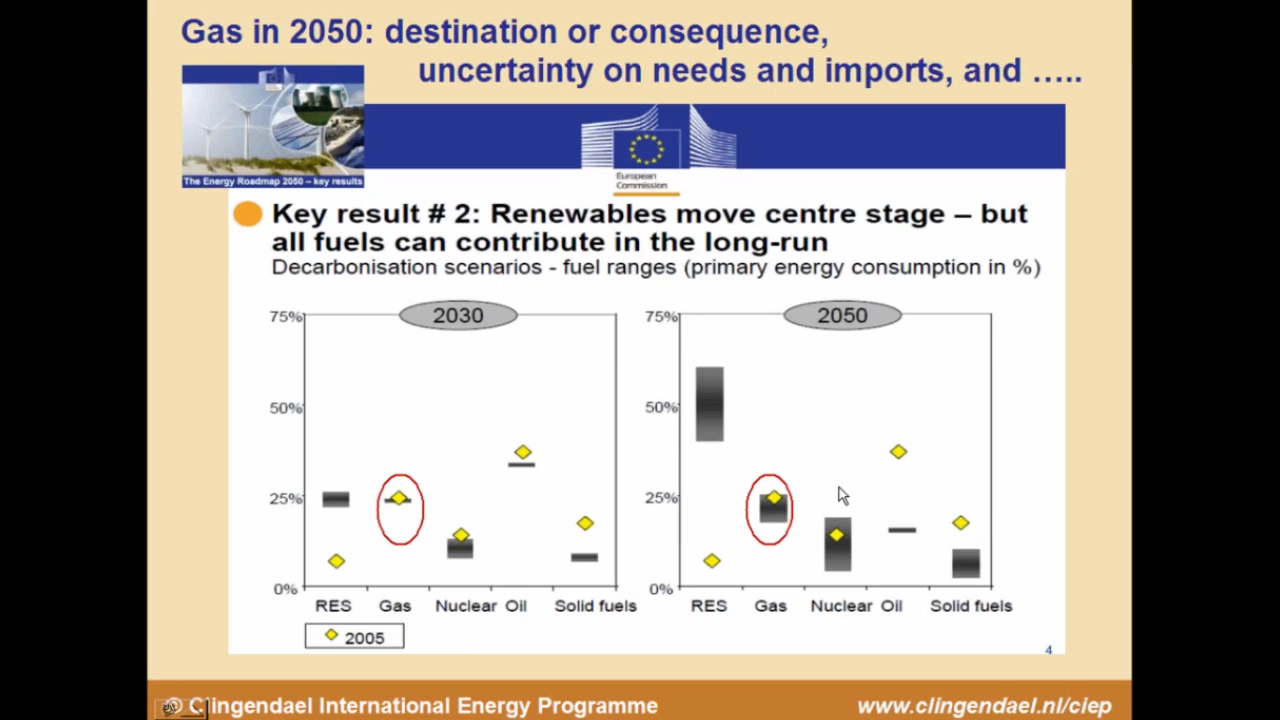 Gas in 2050: destination or consequence,
uncertainty on needs and imports, and …..
The Energy Roadmap 2050 – key results
European
Commission
Key result # 2: Renewables move centre stage – but
all fuels can contribute in the long-run
Decarbonisation scenarios - fuel ranges (primary energy consumption in %)
2030
75%
50%
25%
0%
RES Gas Nuclear Oil Solid fuels
2005
2050
75%
50%
25%
0%
RES Gas Nuclear Oil Solid fuels
4
© Clingendael International Energy Programme
www.clingendael.nl/ciep